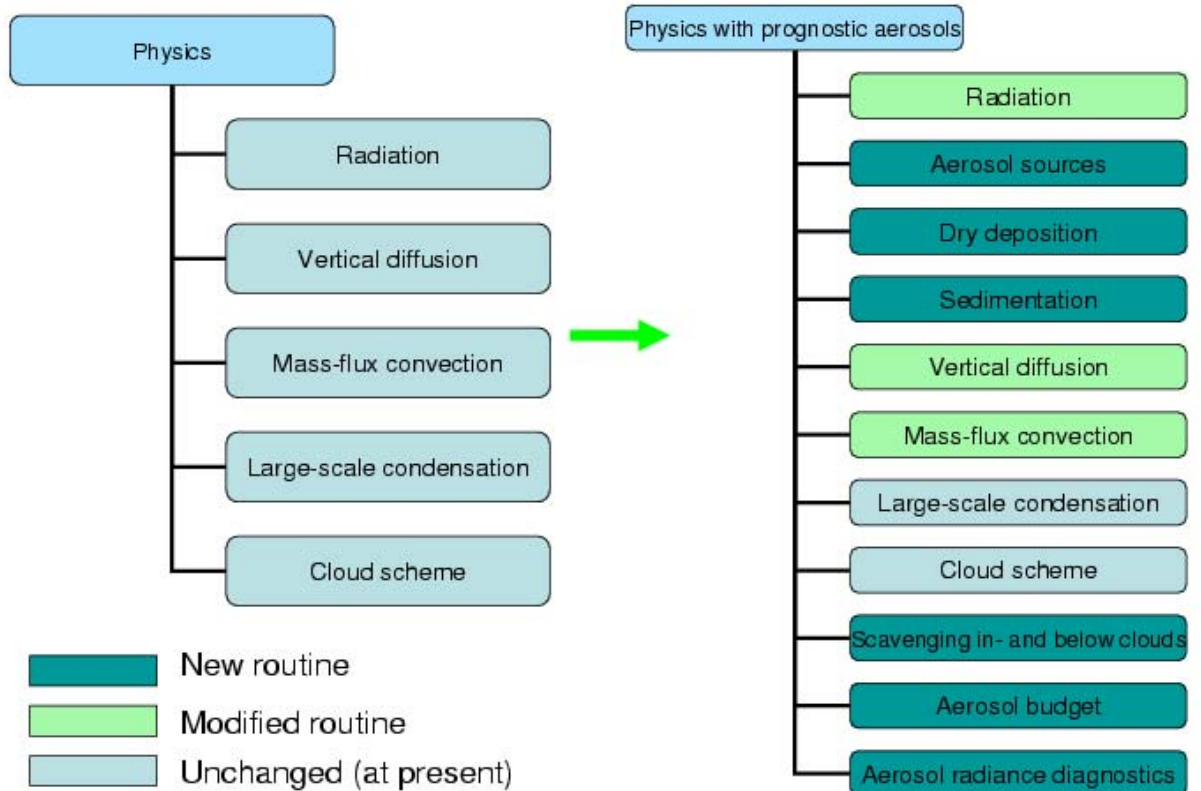 Physics
Radiation
Vertical diffusion
Mass-flux convection
Large-scale condensation
Cloud scheme
New routine
Modified routine
Unchanged (at present)
Physics with prognostic aerosols
Radiation
Aerosol sources
Dry deposition
Sedimentation
Vertical diffusion
Mass-flux convection
Large-scale condensation
Cloud scheme
Scavenging in- and below clouds
Aerosol budget
Aerosol radiance diagnostics